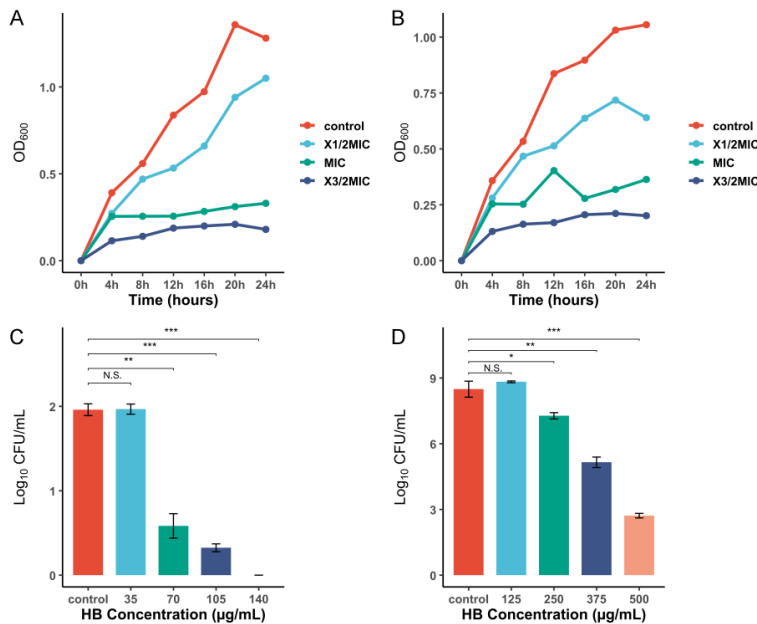 A
OD600
1.0
0.5
0.0
0h 4h 8h 12h 16h 20h 24h
Time (hours)
control
X1/2MIC
MIC
X3/2MIC
B
OD600
1.00
0.75
0.50
0.25
0.00
0h 4h 8h 12h 16h 20h 24h
Time (hours)
control
X1/2MIC
MIC
X3/2MIC
C
Log10 CFU/mL
2
1
0
***
***
**
N.S.
control 35 70 105 140
HB Concentration (µg/mL)
D
Log10 CFU/mL
9
6
3
0
***
**
*
N.S.
control 125 250 375 500
HB Concentration (µg/mL)